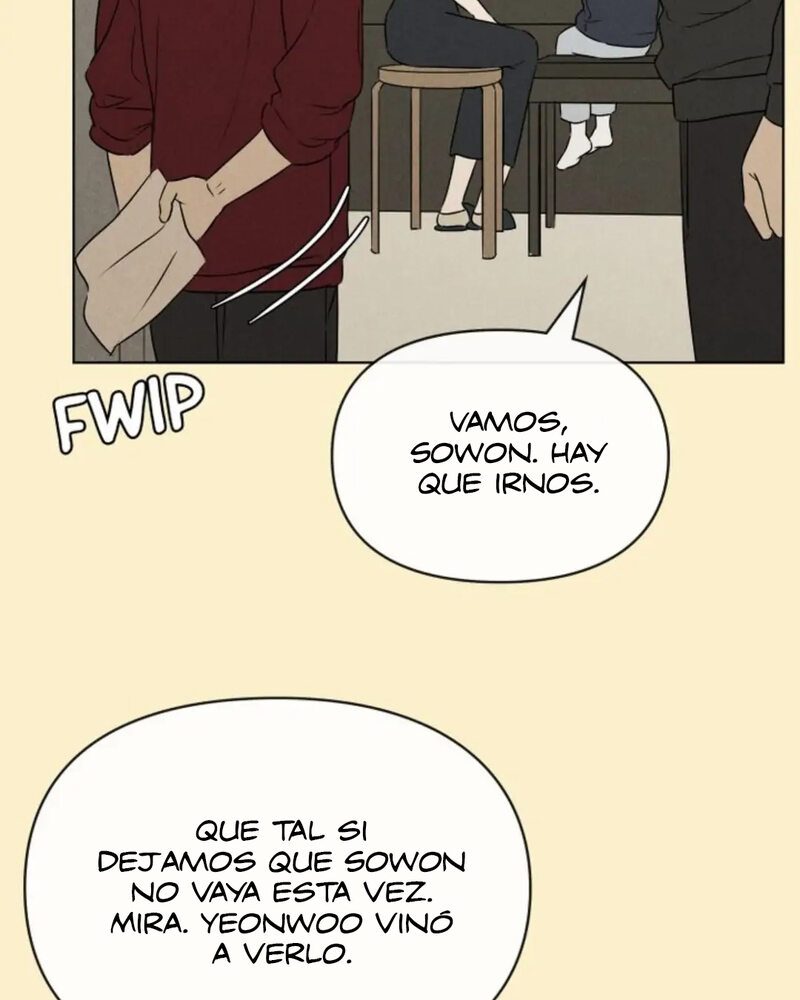 FWIP
VAMOS,
SOWON. HAY
QUE IRNOS.
QUE TAL SI
DEJAMOS QUE SOWON
NO VAYA ESTA VEZ.
MIRA. YEONWOO VINÓ
A VERLO.